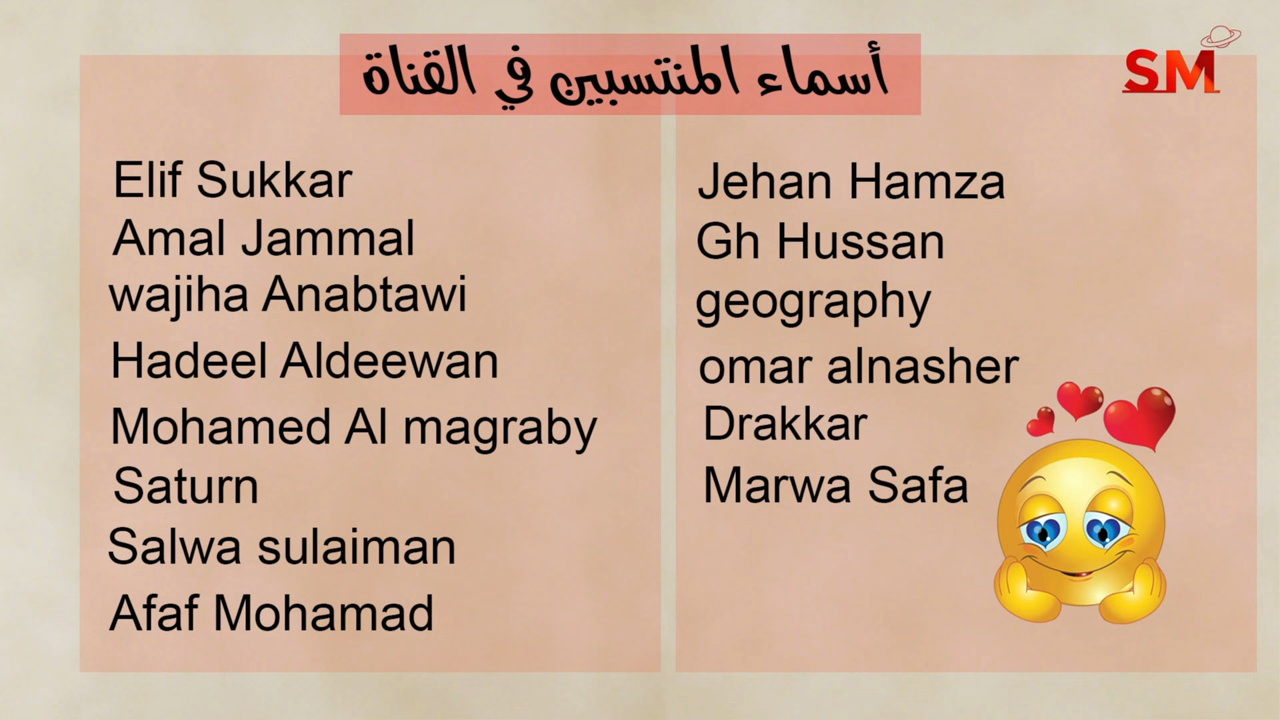 أسماء المنتسبين في القناة
SM
Elif Sukkar
Amal Jammal
wajiha Anabtawi
Hadeel Aldeewan
Mohamed Al magraby
Saturn
Salwa sulaiman
Afaf Mohamad
Jehan Hamza
Gh Hussan
geography
omar alnasher
Drakkar
Marwa Safa